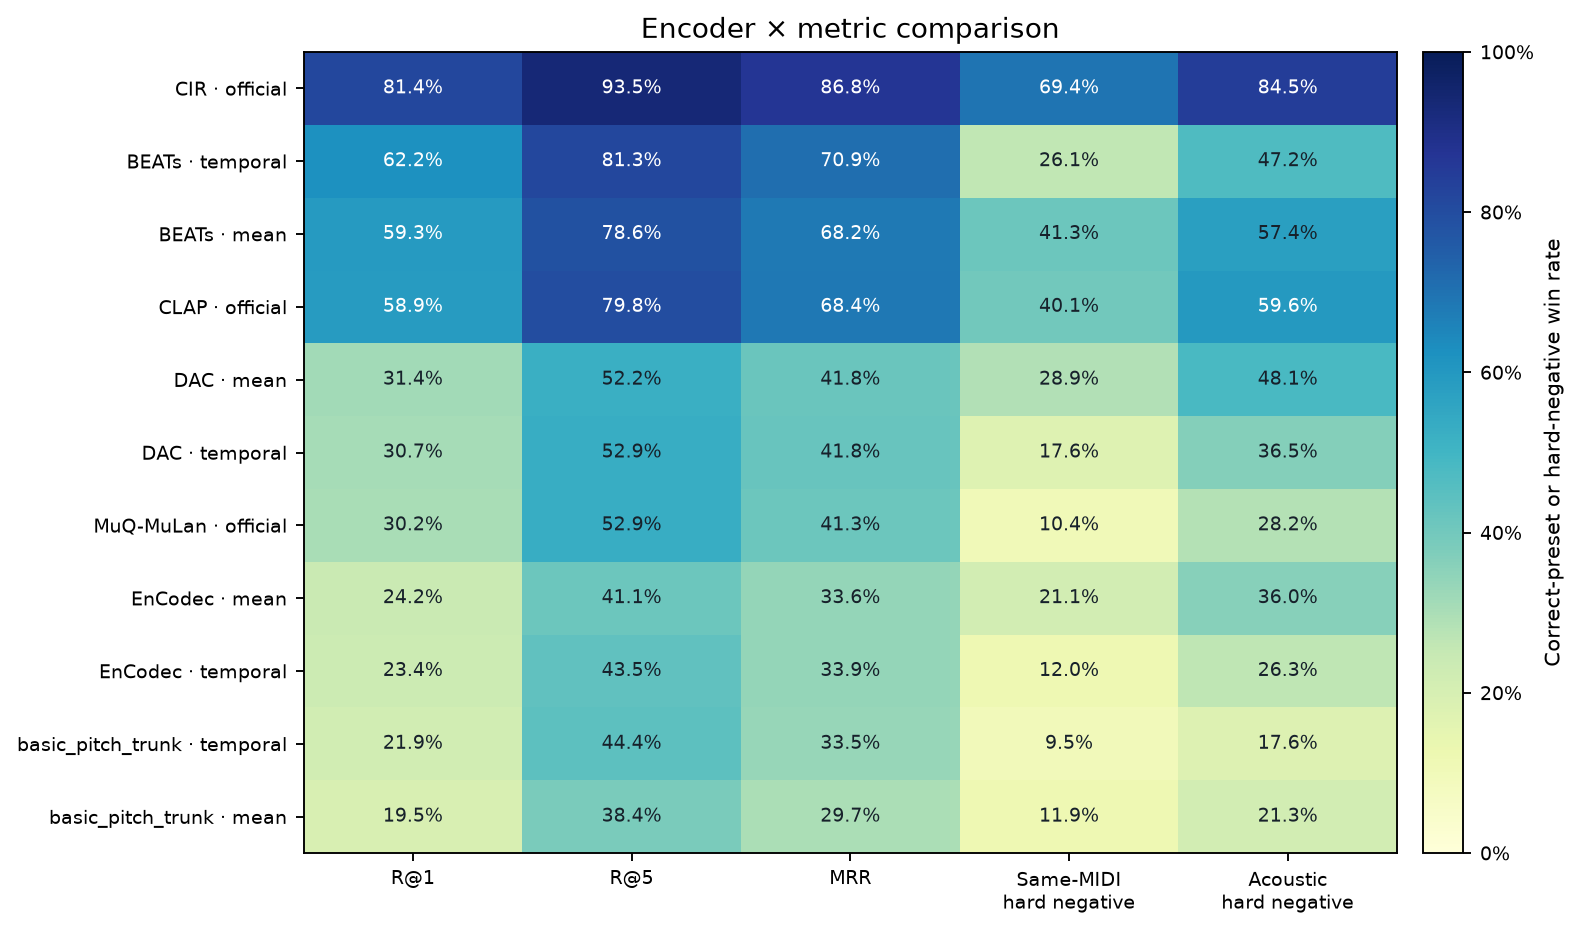 Encoder × metric comparison
CIR · official 81.4% 93.5% 86.8% 69.4% 84.5%
BEATs · temporal 62.2% 81.3% 70.9% 26.1% 47.2%
BEATs · mean 59.3% 78.6% 68.2% 41.3% 57.4%
CLAP · official 58.9% 79.8% 68.4% 40.1% 59.6%
DAC · mean 31.4% 52.2% 41.8% 28.9% 48.1%
DAC · temporal 30.7% 52.9% 41.8% 17.6% 36.5%
MuQ-MuLan · official 30.2% 52.9% 41.3% 10.4% 28.2%
EnCodec · mean 24.2% 41.1% 33.6% 21.1% 36.0%
EnCodec · temporal 23.4% 43.5% 33.9% 12.0% 26.3%
basic_pitch_trunk · temporal 21.9% 44.4% 33.5% 9.5% 17.6%
basic_pitch_trunk · mean 19.5% 38.4% 29.7% 11.9% 21.3%
R@1 R@5 MRR Same-MIDI Acoustic
hard negative hard negative
100%
80%
60%
40%
20%
0%
Correct-preset or hard-negative win rate